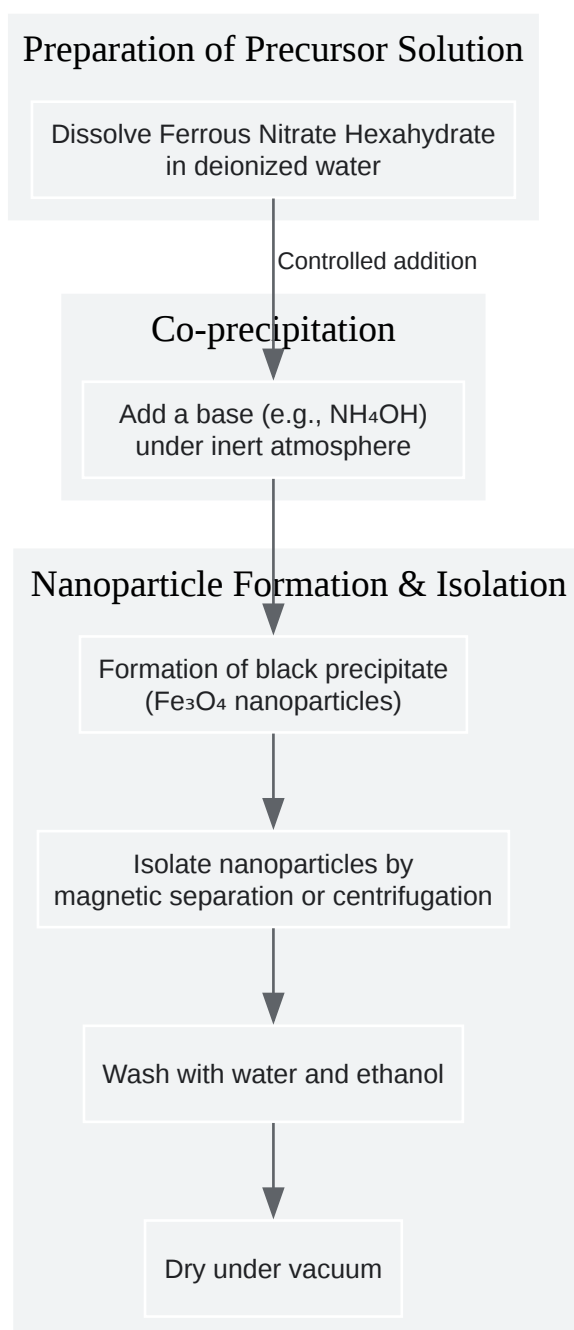 Preparation of Precursor Solution
Dissolve Ferrous Nitrate Hexahydrate
in deionized water
Controlled addition
Co-precipitation
Add a base (e.g., NH₄OH)
under inert atmosphere
Nanoparticle Formation & Isolation
Formation of black precipitate
(Fe₃O₄ nanoparticles)
Isolate nanoparticles by
magnetic separation or centrifugation
Wash with water and ethanol
Dry under vacuum